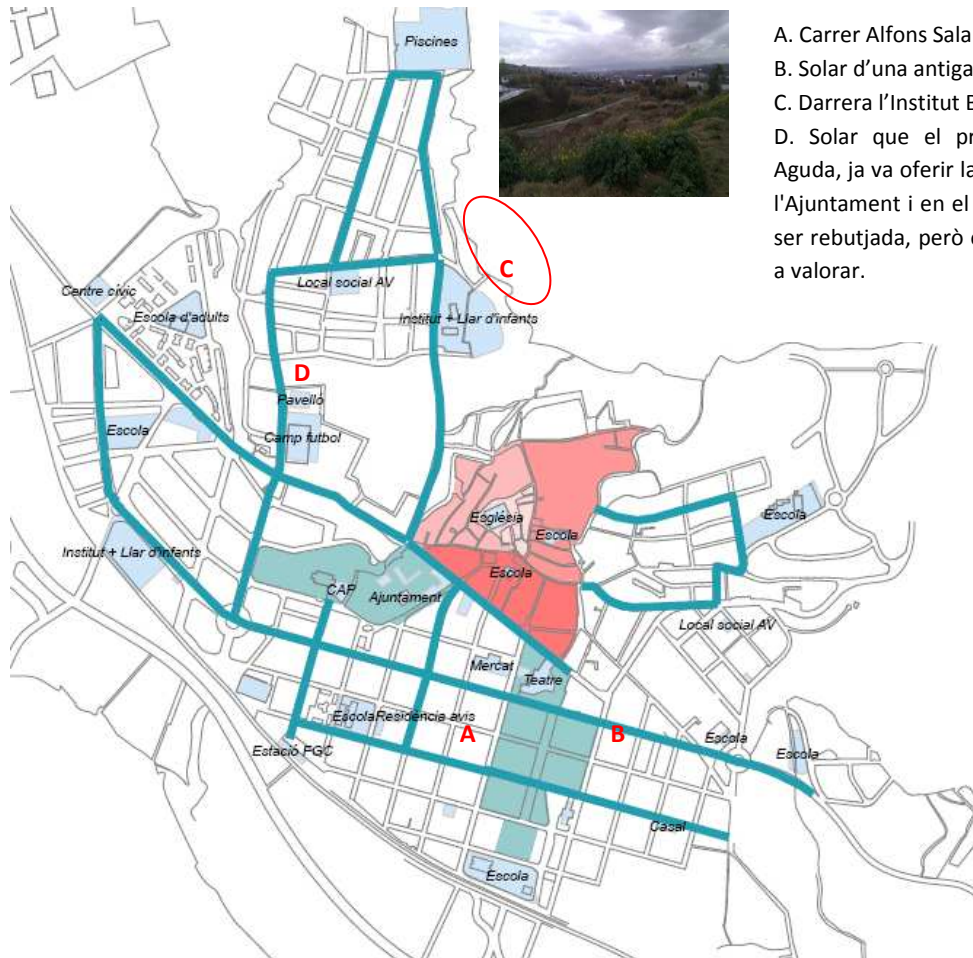 Piscines
A. Carrer Alfons Sala
B. Solar d'una antiga
C. Darrera l'Institut
D. Solar que el
Aguda, ja va oferir
l'Ajuntament i en el
ser rebutjada, però
a valorar.
C
Local social AV
Centre cívic
Escola d'adults
Institut + Llar d'infants
D
Pavelló
Camp futbol
Escola
Església
Escola
Escola
Institut + Llar d'infants
Escola
CAP
Ajuntament
Local social AV
Mercat
Teatre
Escola
Residència avis
A
B
Escola
Estació FGC
Escola
Casal
Escola